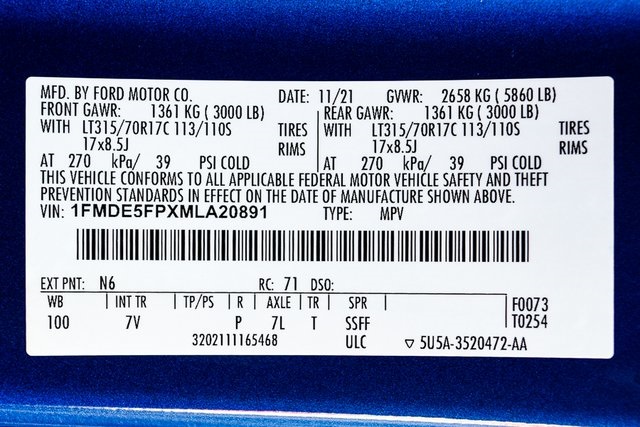 MFD. BY FORD MOTOR CO. DATE: 11/21 GVWR: 2658 KG ( 5860 LB)
FRONT GAWR: 1361 KG ( 3000 LB) REAR GAWR: 1361 KG ( 3000 LB)
WITH LT315/70R17C 113/110S TIRES WITH LT315/70R17C 113/110S TIRES
17x8.5J RIMS 17x8.5J RIMS
AT 270 kPa/ 39 PSI COLD AT 270 kPa/ 39 PSI COLD
THIS VEHICLE CONFORMS TO ALL APPLICABLE FEDERAL MOTOR VEHICLE SAFETY AND THEFT
PREVENTION STANDARDS IN EFFECT ON THE DATE OF MANUFACTURE SHOWN ABOVE.
VIN: 1FMDE5FPXMLA20891 TYPE: MPV
EXT PNT: N6 RC: 71 DSO:
WB INT TR TP/PS R AXLE TR SPR F0073
100 7V P 7L T SSFF T0254
3202111165468 ULC ▽ 5U5A-3520472-AA